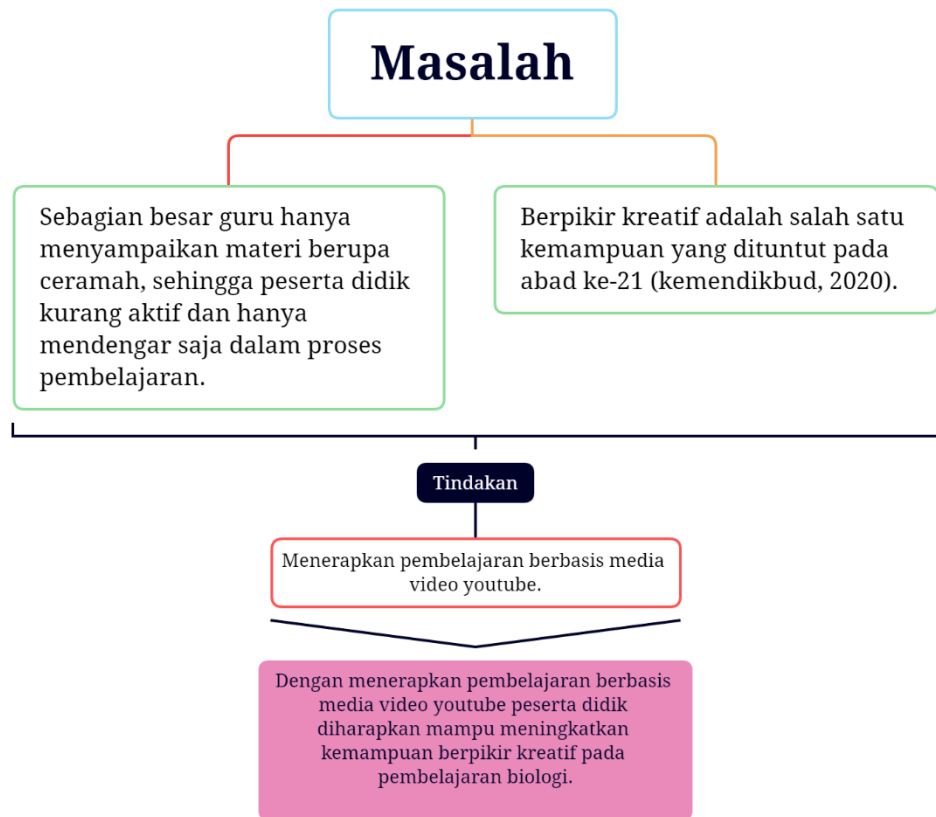 Masalah
Sebagian besar guru hanya
menyampaikan materi berupa
ceramah, sehingga peserta didik
kurang aktif dan hanya
mendengar saja dalam proses
pembelajaran.
Berpikir kreatif adalah salah satu
kemampuan yang dituntut pada
abad ke-21 (kemendikbud, 2020).
Tindakan
Menerapkan pembelajaran berbasis media
video youtube.
Dengan menerapkan pembelajaran berbasis
media video youtube peserta didik
diharapkan mampu meningkatkan
kemampuan berpikir kreatif pada
pembelajaran biologi.